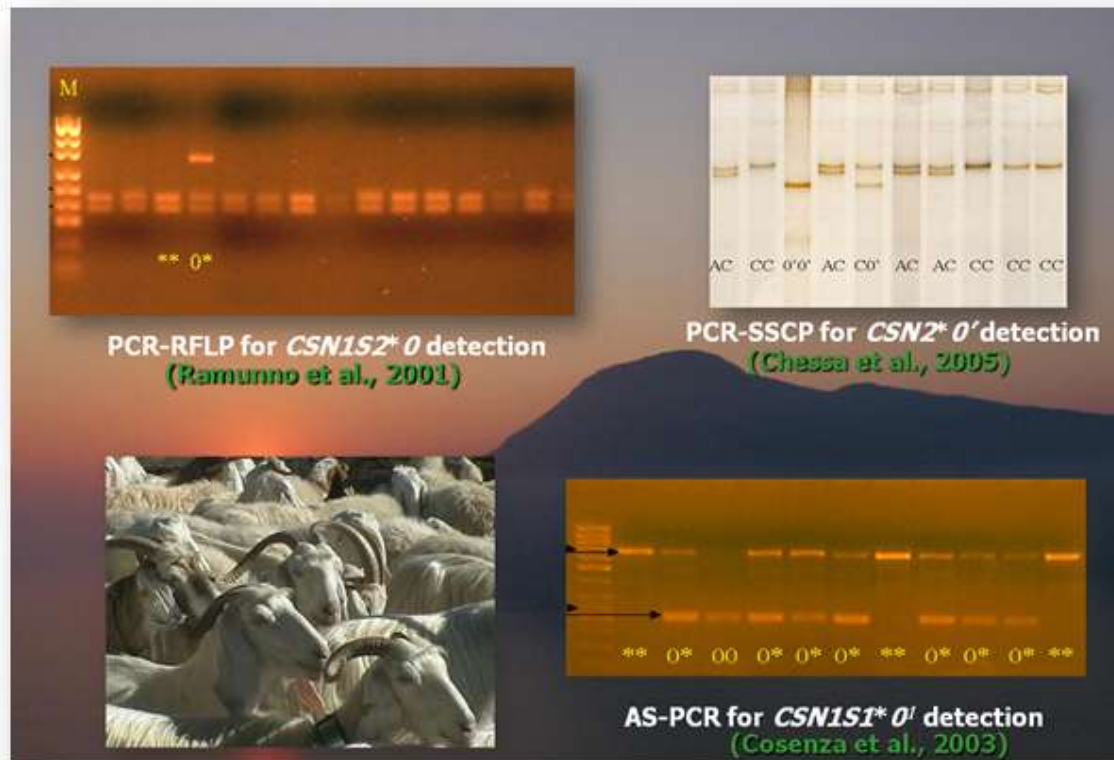 M
** 0*
PCR-RFLP for CSN1S2*0 detection
(Ramunno et al., 2001)
AC CC 0'0' AC C0' AC AC CC CC CC
PCR-SSCP for CSN2*0′ detection
(Chessa et al., 2005)
** 0* 00 0* 0* 0* ** 0* 0* 0* **
AS-PCR for CSN1S1*0¹ detection
(Cosenza et al., 2003)